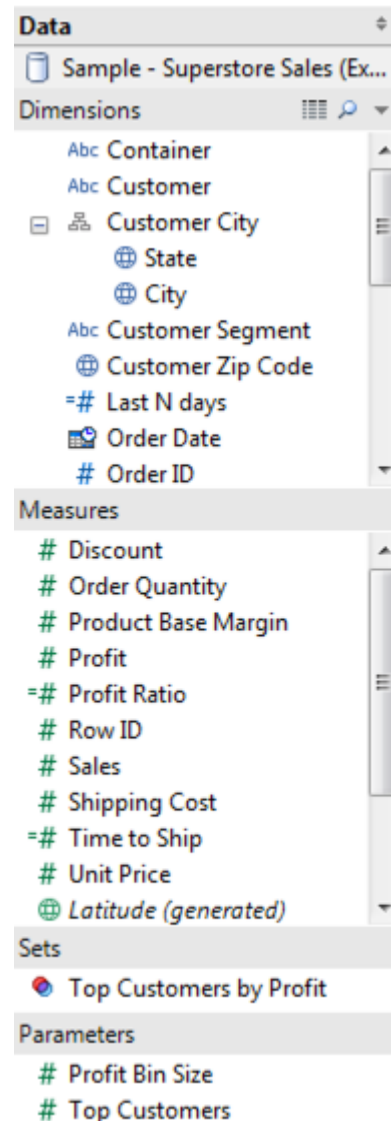 Data
Sample - Superstore Sales (Ex...
Dimensions
Abc Container
Abc Customer
Customer City
State
City
Abc Customer Segment
Customer Zip Code
=# Last N days
Order Date
# Order ID
Measures
# Discount
# Order Quantity
# Product Base Margin
# Profit
=# Profit Ratio
# Row ID
# Sales
# Shipping Cost
=# Time to Ship
# Unit Price
Latitude (generated)
Sets
Top Customers by Profit
Parameters
# Profit Bin Size
# Top Customers